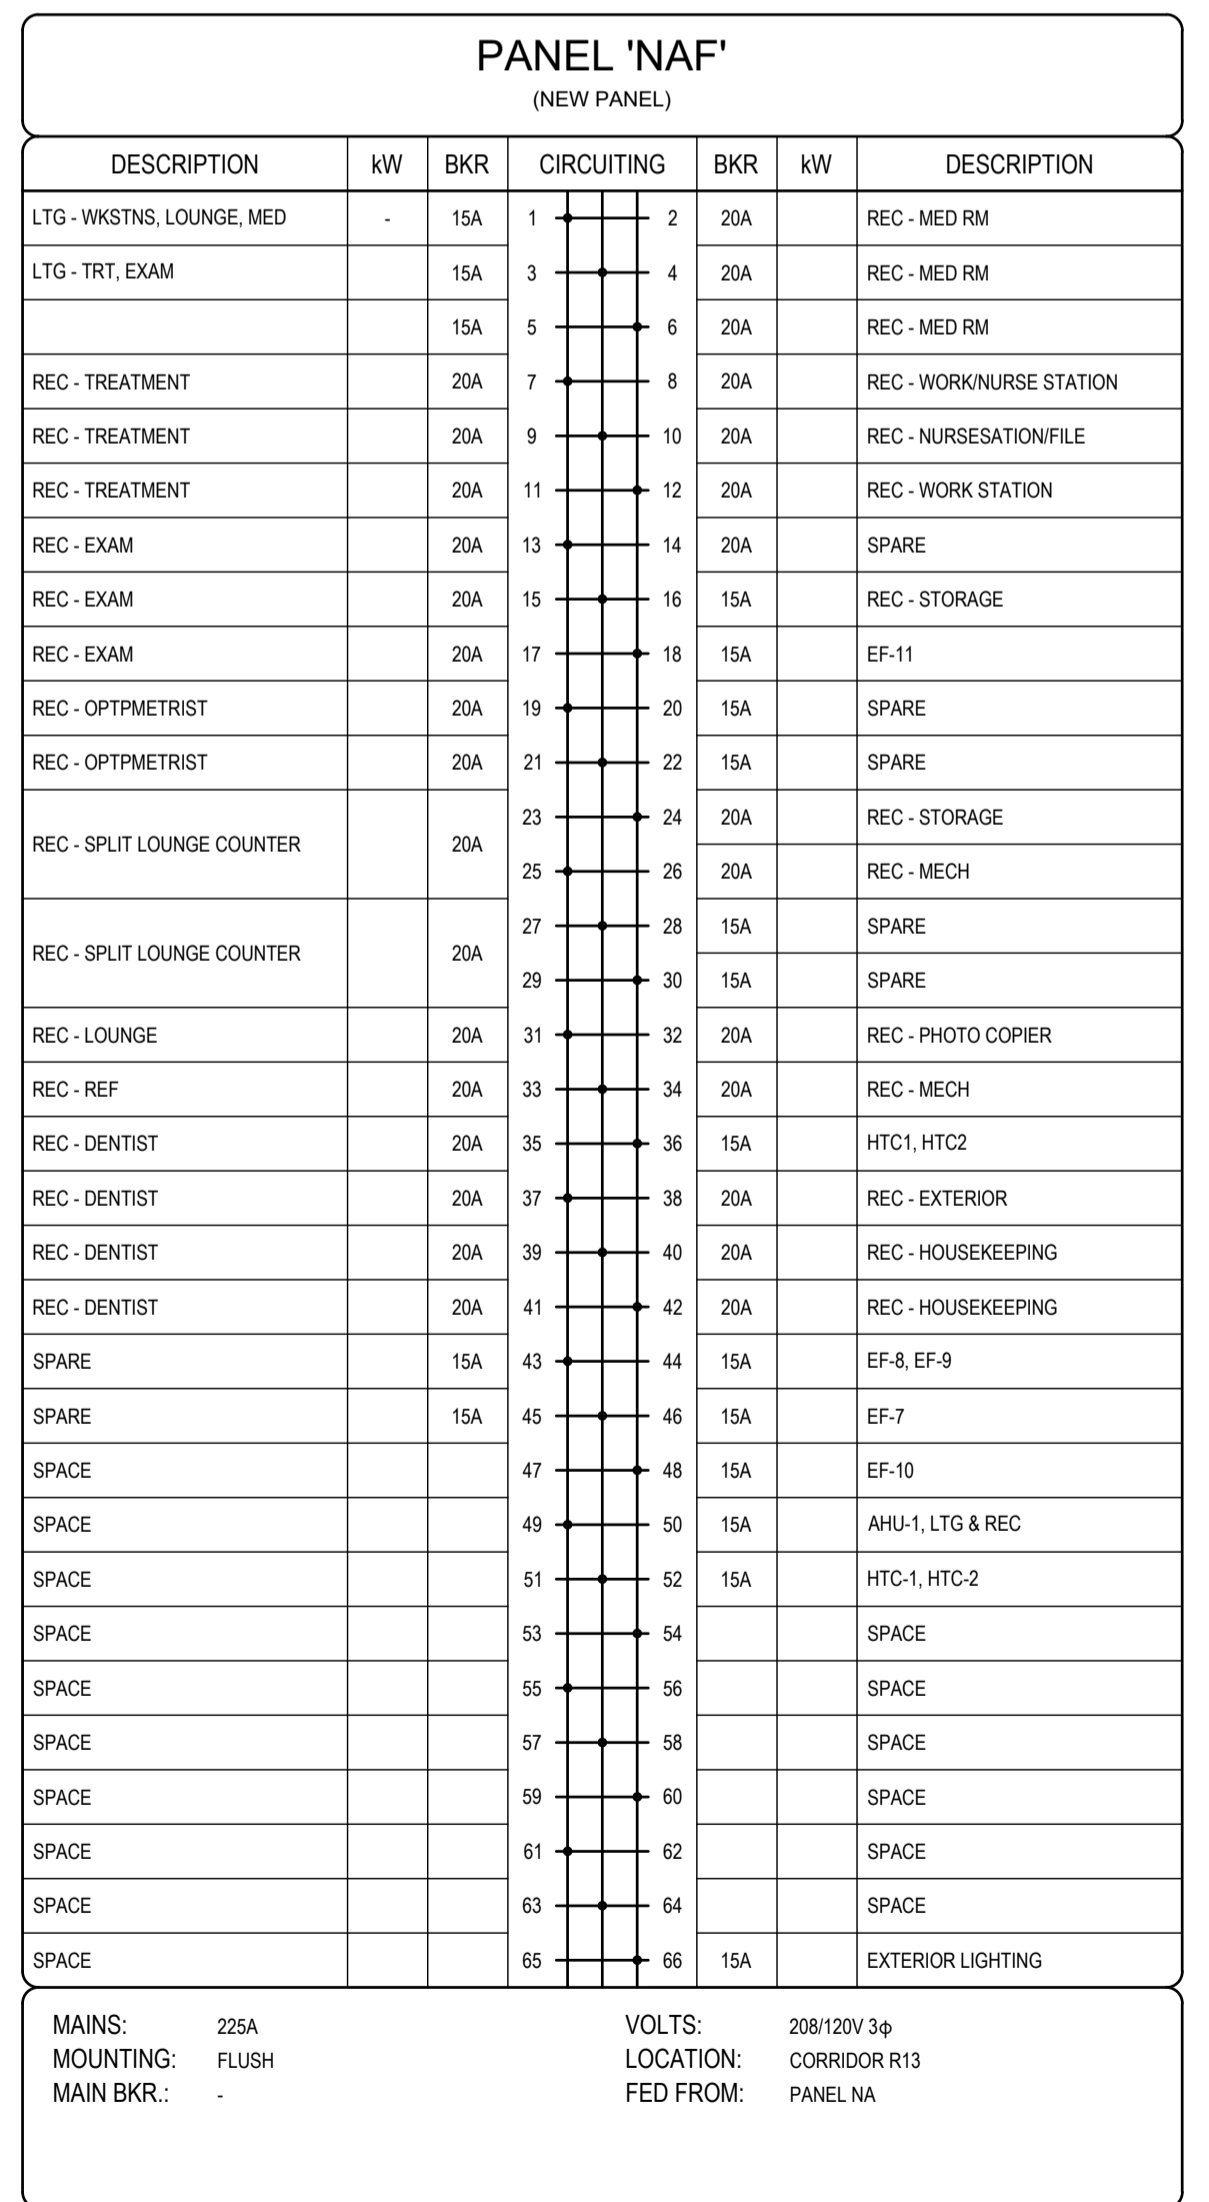 PANEL 'NAF'
(NEW PANEL)
DESCRIPTION kW BKR CIRCUITING BKR kW DESCRIPTION
LTG - WKSTNS, LOUNGE, MED - 15A 1 2 20A REC - MED RM
LTG - TRT, EXAM 15A 3 4 20A REC - MED RM
15A 5 6 20A REC - MED RM
REC - TREATMENT 20A 7 8 20A REC - WORK/NURSE STATION
REC - TREATMENT 20A 9 10 20A REC - NURSESATION/FILE
REC - TREATMENT 20A 11 12 20A REC - WORK STATION
REC - EXAM 20A 13 14 20A SPARE
REC - EXAM 20A 15 16 15A REC - STORAGE
REC - EXAM 20A 17 18 15A EF-11
REC - OPTPMETRIST 20A 19 20 15A SPARE
REC - OPTPMETRIST 20A 21 22 15A SPARE
23 24 20A REC - STORAGE
REC - SPLIT LOUNGE COUNTER 20A
25 26 20A REC - MECH
27 28 15A SPARE
REC - SPLIT LOUNGE COUNTER 20A
29 30 15A SPARE
REC - LOUNGE 20A 31 32 20A REC - PHOTO COPIER
REC - REF 20A 33 34 20A REC - MECH
REC - DENTIST 20A 35 36 15A HTC1, HTC2
REC - DENTIST 20A 37 38 20A REC - EXTERIOR
REC - DENTIST 20A 39 40 20A REC - HOUSEKEEPING
REC - DENTIST 20A 41 42 20A REC - HOUSEKEEPING
SPARE 15A 43 44 15A EF-8, EF-9
SPARE 15A 45 46 15A EF-7
SPACE 47 48 15A EF-10
SPACE 49 50 15A AHU-1, LTG & REC
SPACE 51 52 15A HTC-1, HTC-2
SPACE 53 54 SPACE
SPACE 55 56 SPACE
SPACE 57 58 SPACE
SPACE 59 60 SPACE
SPACE 61 62 SPACE
SPACE 63 64 SPACE
SPACE 65 66 15A EXTERIOR LIGHTING
MAINS: 225A VOLTS: 208/120V 3ϕ
MOUNTING: FLUSH LOCATION: CORRIDOR R13
MAIN BKR.: - FED FROM: PANEL NA